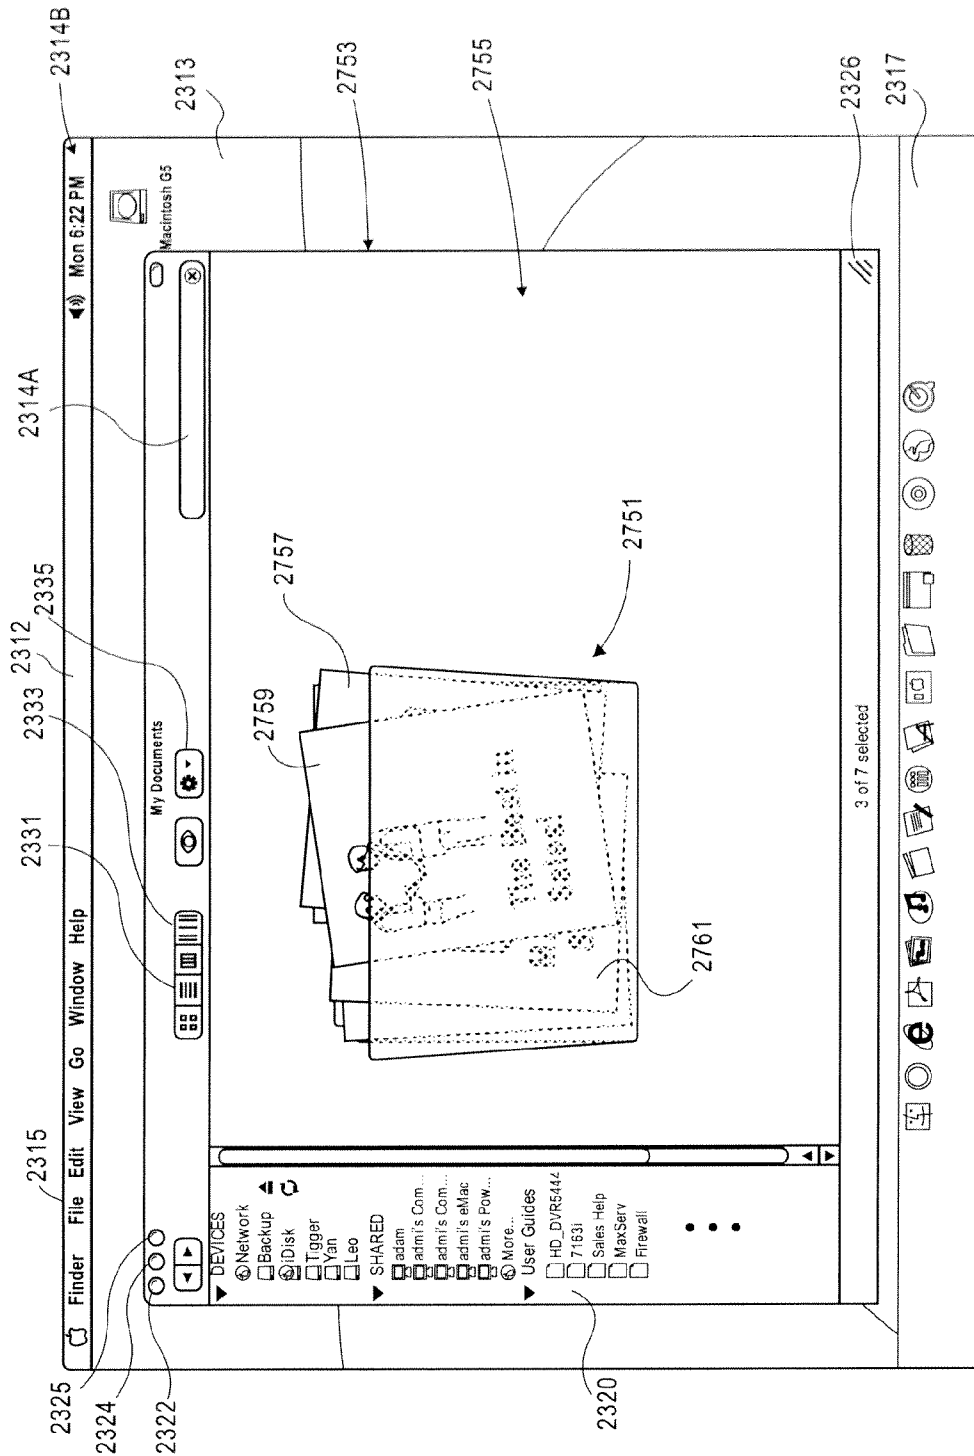 Finder File Edit View Go Window Help Mon 6:22 PM
2314B
2315
2312
2314A
2313
Macintosh G5
2325
2324
2322
2331
2333
2335
My Documents
2753
2755
DEVICES
Network
Backup
iDisk
Tigger
Yan
Leo
SHARED
adam
admi's Com...
admi's Com...
admi's eMac
admi's Pow...
More...
User Guides
HD_DVR5444
7163i
Sales Help
MaxServ
Firewall
2320
2759
2757
2751
2761
3 of 7 selected
2326
2317